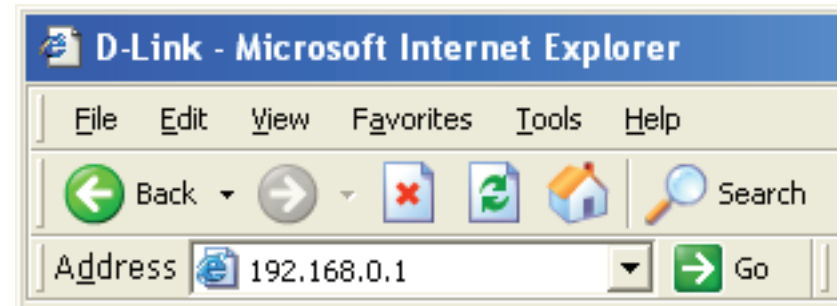 D-Link - Microsoft Internet Explorer
File Edit View Favorites Tools Help
Back Search
Address 192.168.0.1 Go